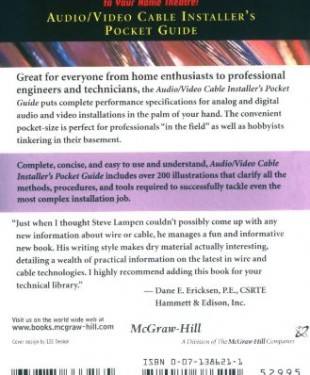 to Your Home Theatre!
AUDIO/VIDEO CABLE INSTALLER'S
POCKET GUIDE
Great for everyone from home enthusiasts to professional
engineers and technicians, the Audio/Video Cable Installer's Pocket
Guide puts complete performance specifications for analog and digital
audio and video installations in the palm of your hand. The convenient
pocket-size is perfect for professionals "in the field" as well as hobbyists
tinkering in their basement.
Complete, concise, and easy to use and understand, Audio/Video Cable
Installer's Pocket Guide includes over 200 illustrations that clarify all the
methods, procedures, and tools required to successfully tackle even the
most complex installation job.
"Just when I thought Steve Lampen couldn't possibly come up with any
new information about wire or cable, he manages a fun and informative
new book. His writing style makes dry material actually interesting,
detailing a wealth of practical information on the latest in wire and
cable technologies. I highly recommend adding this book for your
technical library."
— Dane E. Ericksen, P.E., CSRTE
Hammett & Edison, Inc.
Visit us on the world wide web at
www.books.mcgraw-hill.com
McGraw-Hill
Cover design by LEE Design
A Division of The McGraw-Hill Companies
ISBN 0-07-138621-1
52995